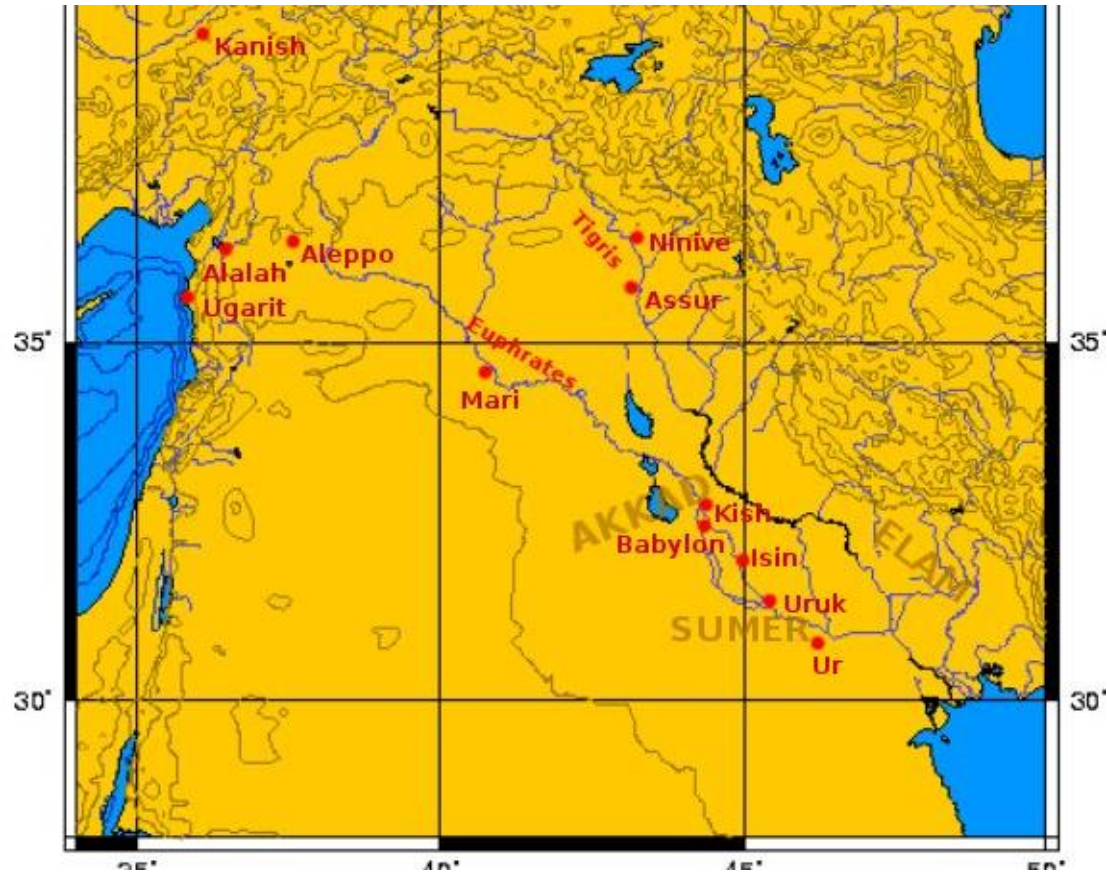 Kanish
Tigris
Ninive
Aleppo
Alalah
Assur
Ugarit
35°
35°
Euphrates
Mari
AKKAD
Kish
ELAM
Babylon
Isin
Uruk
SUMER
Ur
30°
30°
35°
40°
45°
50°